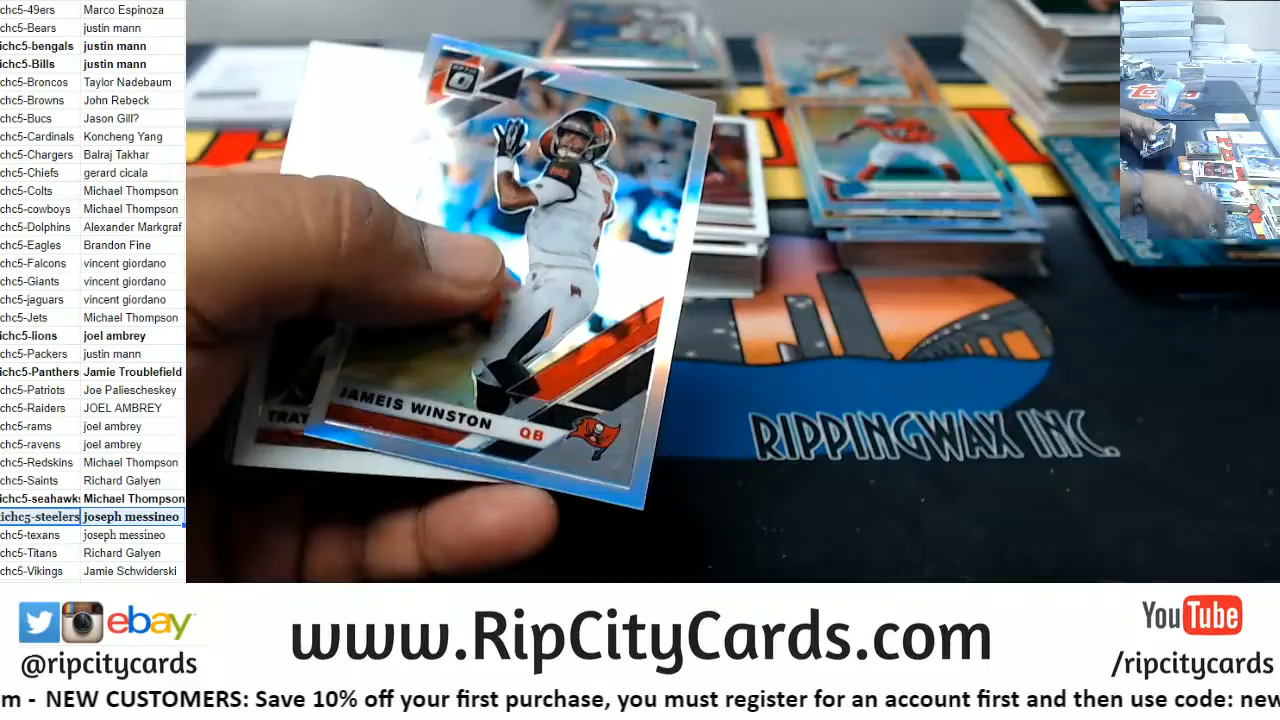 chc5-49ers Marco Espinoza
chc5-Bears justin mann
ichc5-bengals justin mann
ichc5-Bills justin mann
chc5-Broncos Taylor Nadebaum
chc5-Browns John Rebeck
chc5-Bucs Jason Gill?
chc5-Cardinals Koncheng Yang
chc5-Chargers Balraj Takhar
chc5-Chiefs gerard cicala
chc5-Colts Michael Thompson
chc5-cowboys Michael Thompson
chc5-Dolphins Alexander Markgraf
chc5-Eagles Brandon Fine
chc5-Falcons vincent giordano
chc5-Giants vincent giordano
chc5-jaguars vincent giordano
chc5-Jets Michael Thompson
ichc5-lions joel ambrey
chc5-Packers justin mann
ichc5-Panthers Jamie Troublefield
chc5-Patriots Joe Paliescheskey
chc5-Raiders JOEL AMBREY
chc5-rams joel ambrey
chc5-ravens joel ambrey
chc5-Redskins Michael Thompson
chc5-Saints Richard Galyen
ichc5-seahawks Michael Thompson
ichc5-steelers joseph messineo
chc5-texans joseph messineo
chc5-Titans Richard Galyen
chc5-Vikings Jamie Schwiderski
OPTIC
JAMEIS WINSTON QB
TRAY
RIPPINGWAX INC.
ebay
@ripcitycards
www.RipCityCards.com
YouTube
/ripcitycards
m - NEW CUSTOMERS: Save 10% off your first purchase, you must register for an account first and then use code: new